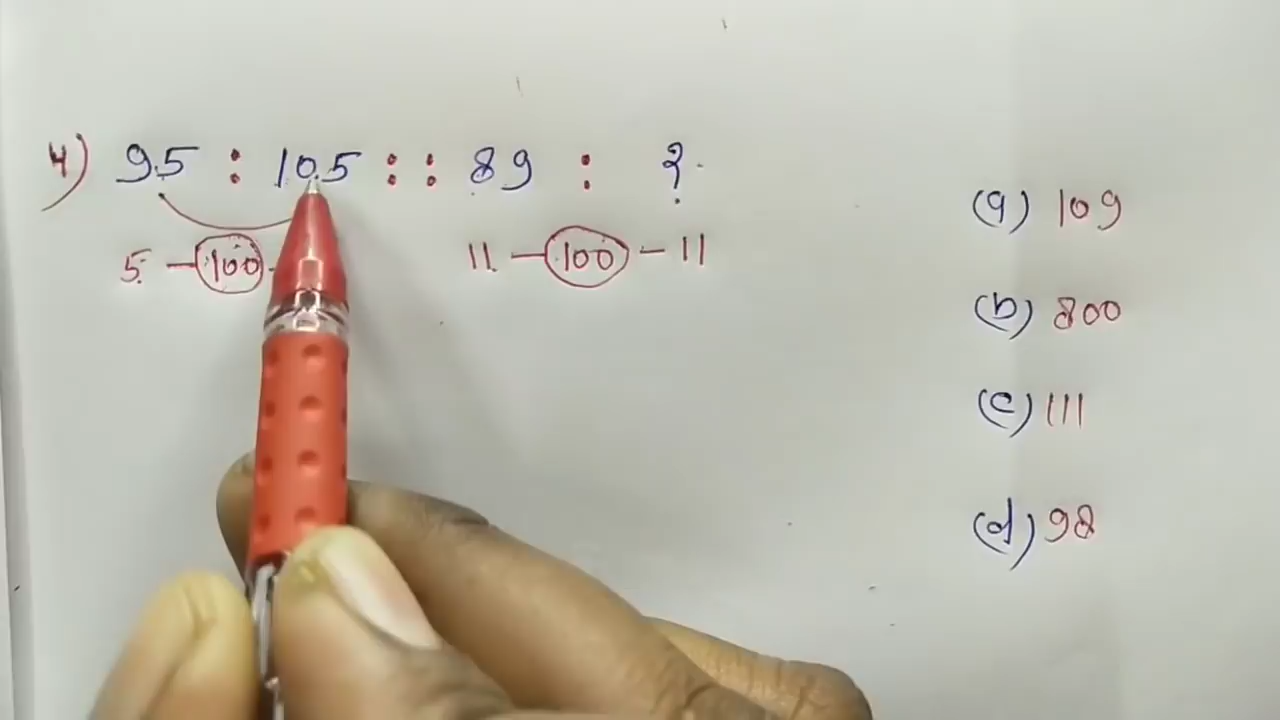 4) 95 : 105 :: 89 : ?
5 - 100 -
11 - 100 - 11
(a) 109
(b) 800
(c) 111
(d) 98